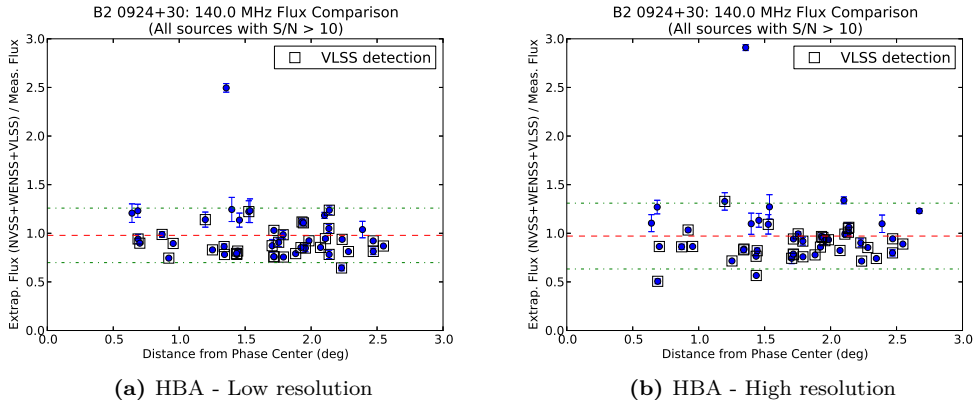 B2 0924+30: 140.0 MHz Flux Comparison
(All sources with S/N > 10)
Extrap. Flux (NVSS+WENSS+VLSS) / Meas. Flux
3.0
2.5
2.0
1.5
1.0
0.5
0.0
VLSS detection
0.0 0.5 1.0 1.5 2.0 2.5 3.0
Distance from Phase Center (deg)
(a) HBA - Low resolution
B2 0924+30: 140.0 MHz Flux Comparison
(All sources with S/N > 10)
Extrap. Flux (NVSS+WENSS+VLSS) / Meas. Flux
3.0
2.5
2.0
1.5
1.0
0.5
0.0
VLSS detection
0.0 0.5 1.0 1.5 2.0 2.5 3.0
Distance from Phase Center (deg)
(b) HBA - High resolution